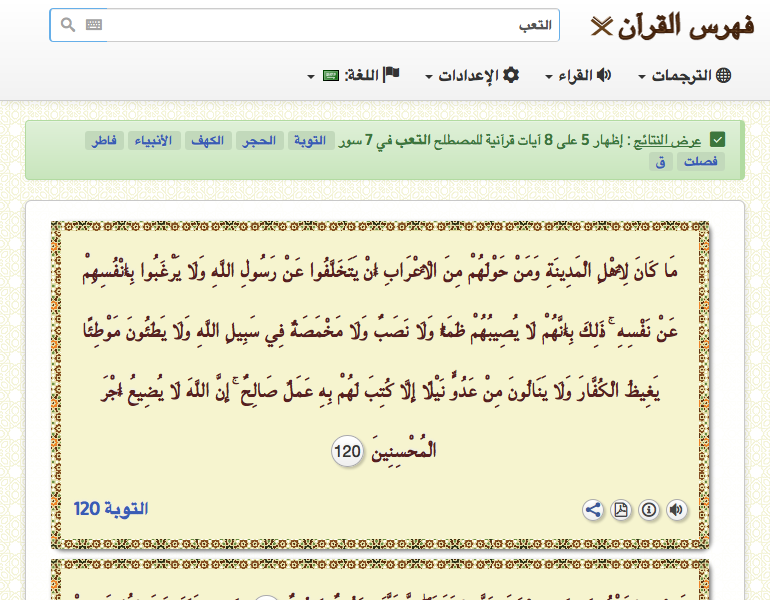 فهرس القرآن
التعب
الترجمات
القراء
الإعدادات
اللغة:
عرض النتائج : إظهار 5 على 8 آيات قرآنية للمصطلح التعب في 7 سور التوبة الحجر الكهف الأنبياء فاطر
فصلت ق
مَا كَانَ لِأَهْلِ الْمَدِينَةِ وَمَنْ حَوْلَهُمْ مِنَ الْأَعْرَابِ أَنْ يَتَخَلَّفُوا عَنْ رَسُولِ اللَّهِ وَلَا يَرْغَبُوا بِأَنْفُسِهِمْ
عَنْ نَفْسِهِ ۚ ذَلِكَ بِأَنَّهُمْ لَا يُصِيبُهُمْ ظَمَأٌ وَلَا نَصَبٌ وَلَا مَخْمَصَةٌ فِي سَبِيلِ اللَّهِ وَلَا يَطَئُونَ مَوْطِئًا
يَغِيظُ الْكُفَّارَ وَلَا يَنَالُونَ مِنْ عَدُوٍّ نَيْلًا إِلَّا كُتِبَ لَهُمْ بِهِ عَمَلٌ صَالِحٌ ۚ إِنَّ اللَّهَ لَا يُضِيعُ أَجْرَ
الْمُحْسِنِينَ 120
التوبة 120